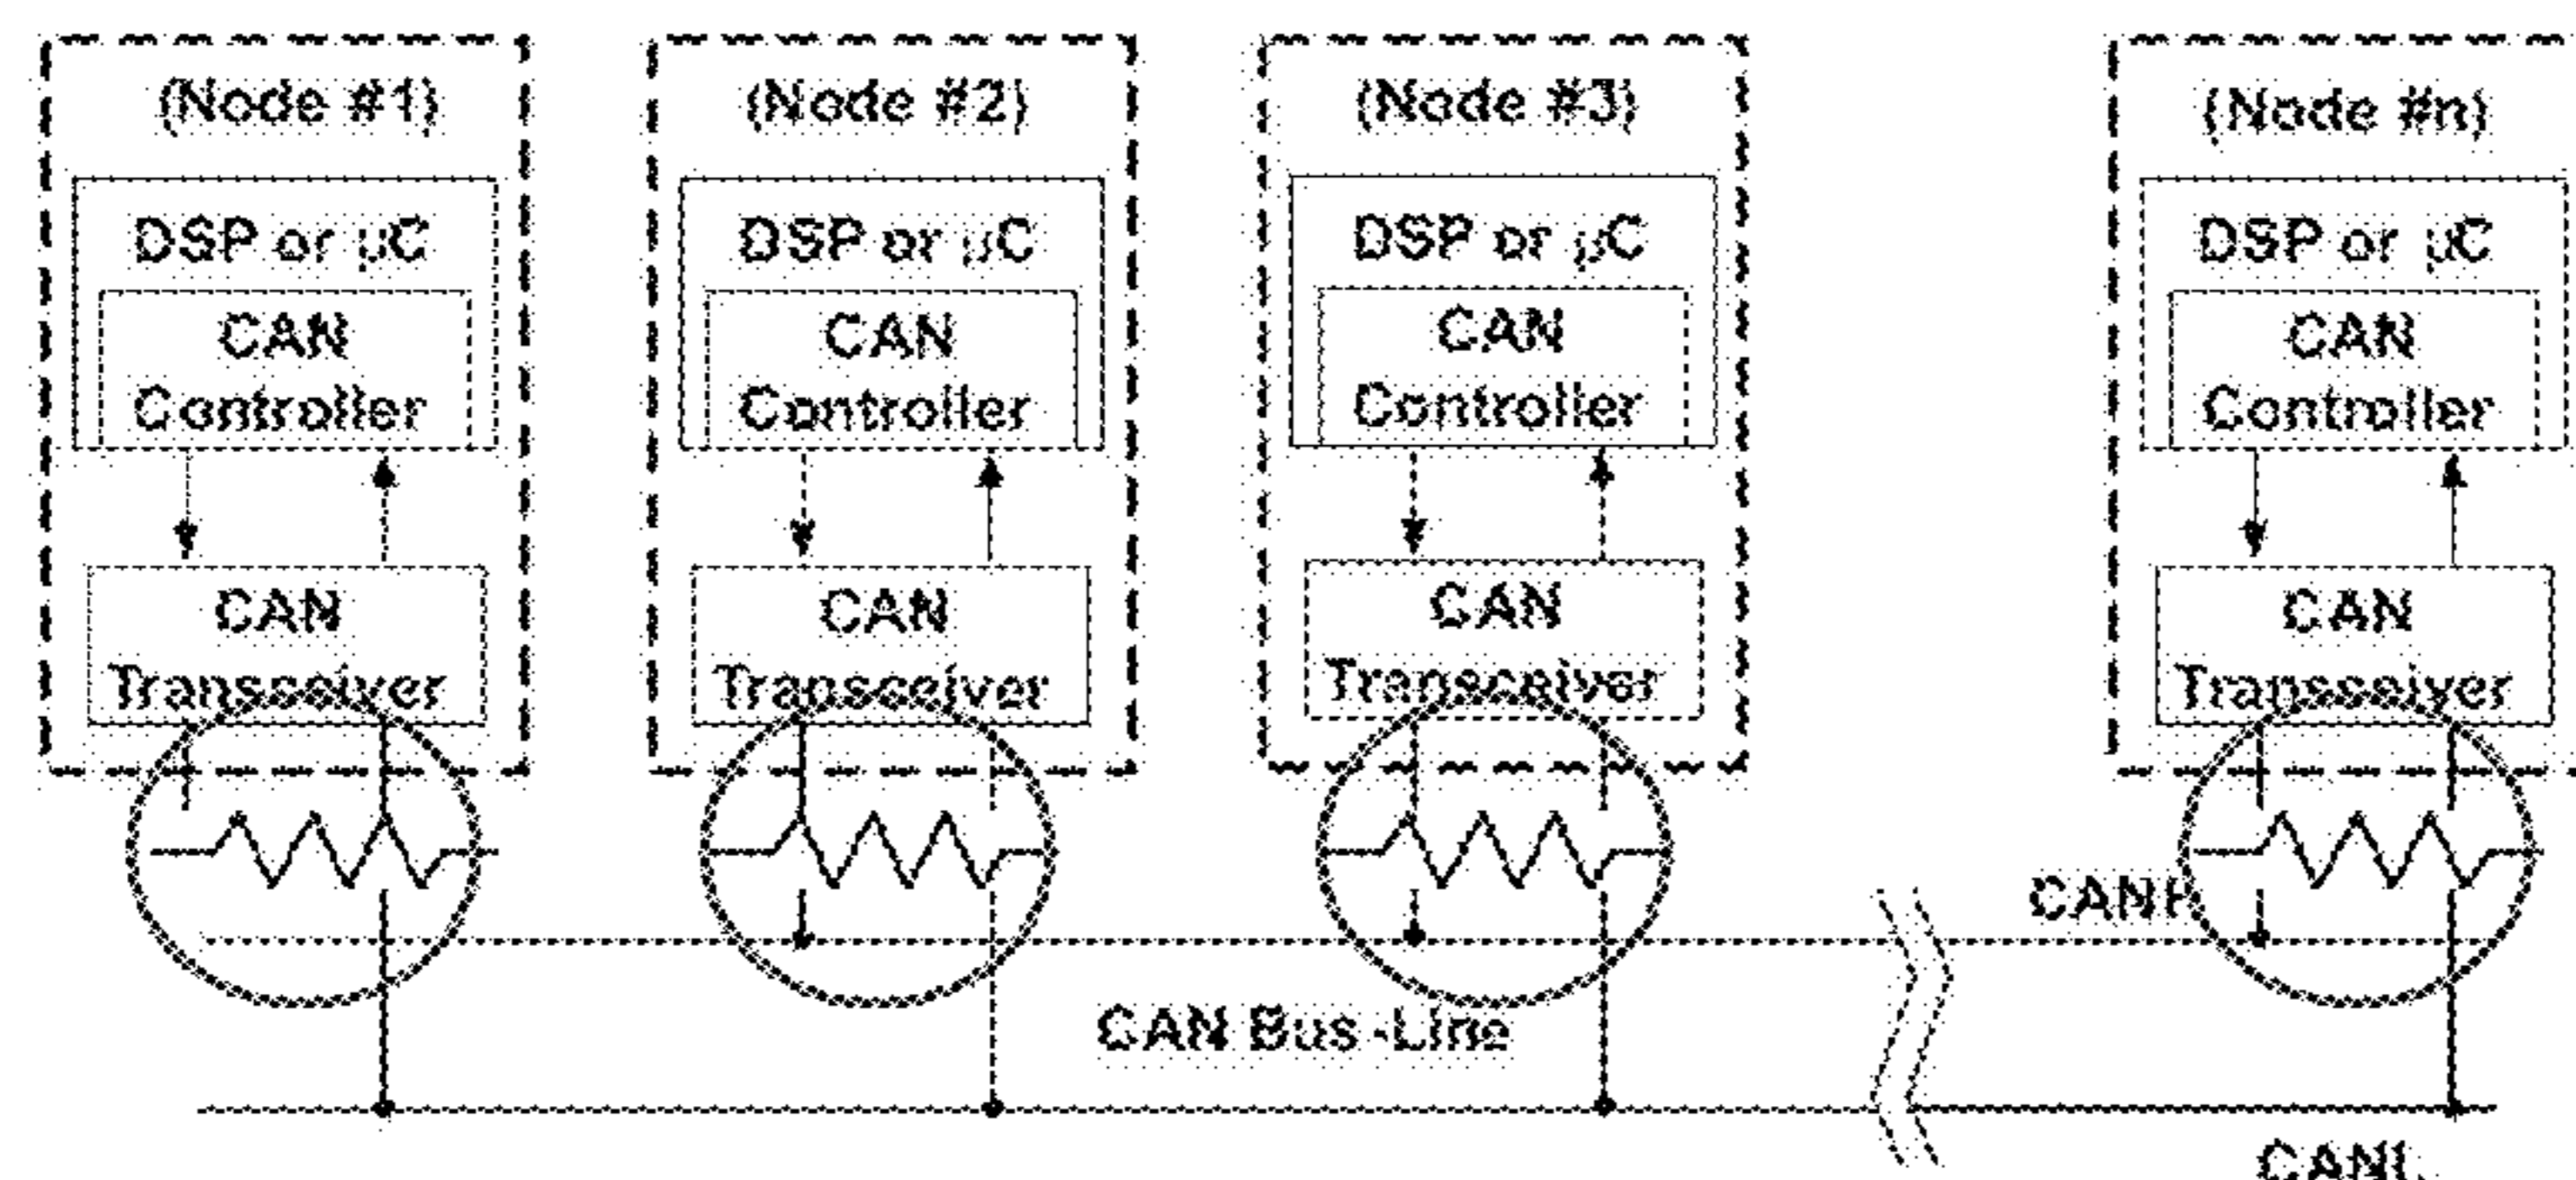 (Node #1)
DSP or µC
CAN
Controller
CAN
Transceiver
(Node #2)
DSP or µC
CAN
Controller
CAN
Transceiver
(Node #3)
DSP or µC
CAN
Controller
CAN
Transceiver
(Node #n)
DSP or µC
CAN
Controller
CAN
Transceiver
CANH
CAN Bus -Line
CANL